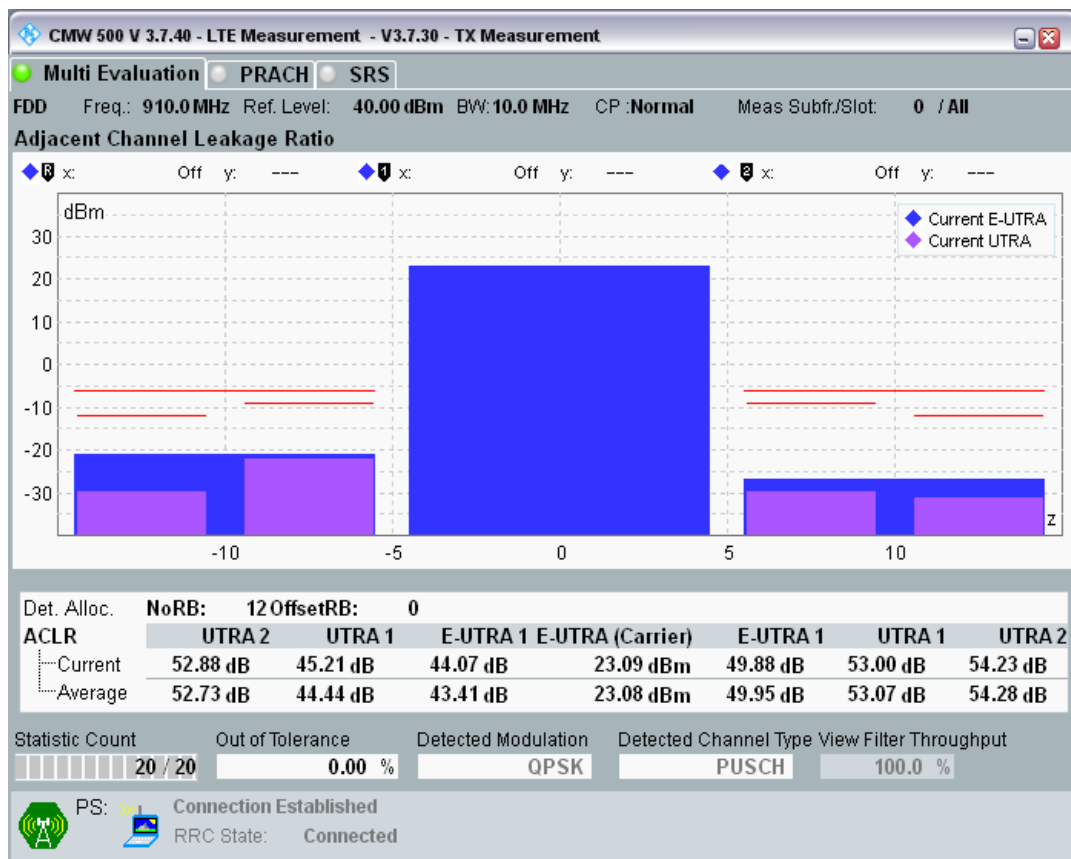 CMW 500 V 3.7.40 - LTE Measurement - V3.7.30 - TX Measurement
Multi Evaluation PRACH SRS
FDD Freq.: 910.0 MHz Ref. Level: 40.00 dBm BW: 10.0 MHz CP :Normal Meas Subfr./Slot: 0 / All
Adjacent Channel Leakage Ratio
R x: Off y: --- 1 x: Off y: --- 2 x: Off y: ---
dBm
Current E-UTRA
Current UTRA
30
20
10
0
-10
-20
-30
z
-10 -5 0 5 10
Det. Alloc. NoRB: 12 OffsetRB: 0
ACLR UTRA 2 UTRA 1 E-UTRA 1 E-UTRA (Carrier) E-UTRA 1 UTRA 1 UTRA 2
Current 52.88 dB 45.21 dB 44.07 dB 23.09 dBm 49.88 dB 53.00 dB 54.23 dB
Average 52.73 dB 44.44 dB 43.41 dB 23.08 dBm 49.95 dB 53.07 dB 54.28 dB
Statistic Count Out of Tolerance Detected Modulation Detected Channel Type View Filter Throughput
20 / 20 0.00 % QPSK PUSCH 100.0 %
PS: Connection Established
RRC State: Connected